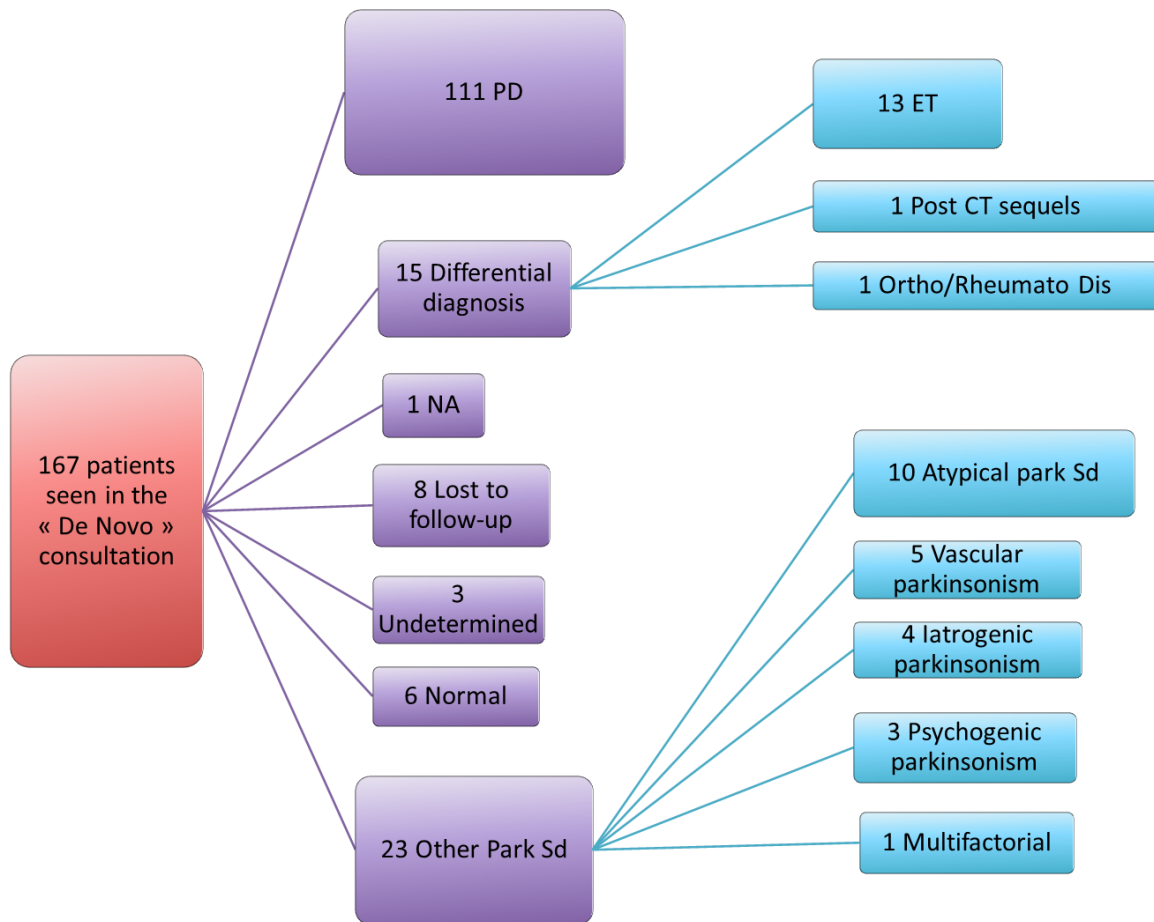 167 patients
seen in the
« De Novo »
consultation
111 PD
15 Differential
diagnosis
1 NA
8 Lost to
follow-up
3
Undetermined
6 Normal
23 Other Park Sd
13 ET
1 Post CT sequels
1 Ortho/Rheumato Dis
10 Atypical park Sd
5 Vascular
parkinsonism
4 Iatrogenic
parkinsonism
3 Psychogenic
parkinsonism
1 Multifactorial